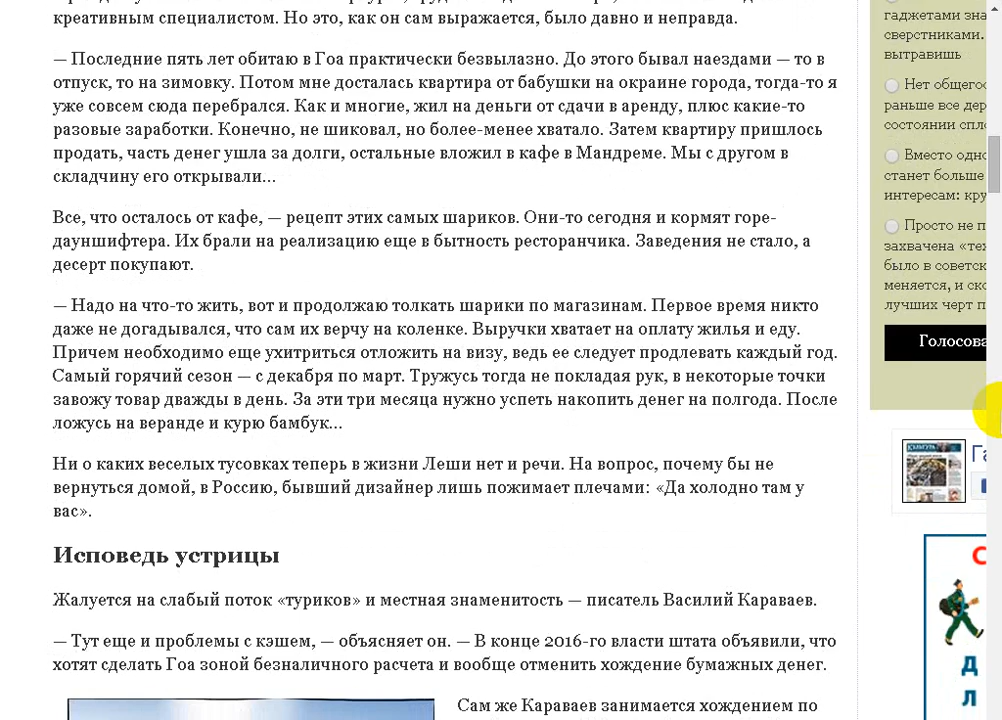 креативным специалистом. Но это, как он сам выражается, было давно и неправда.
— Последние пять лет обитаю в Гоа практически безвылазно. До этого бывал наездами — то в
отпуск, то на зимовку. Потом мне досталась квартира от бабушки на окраине города, тогда-то я
уже совсем сюда перебрался. Как и многие, жил на деньги от сдачи в аренду, плюс какие-то
разовые заработки. Конечно, не шиковал, но более-менее хватало. Затем квартиру пришлось
продать, часть денег ушла за долги, остальные вложил в кафе в Мандреме. Мы с другом в
складчину его открывали...
Все, что осталось от кафе, — рецепт этих самых шариков. Они-то сегодня и кормят горе-
дауншифтера. Их брали на реализацию еще в бытность ресторанчика. Заведения не стало, а
десерт покупают.
— Надо на что-то жить, вот и продолжаю толкать шарики по магазинам. Первое время никто
даже не догадывался, что сам их верчу на коленке. Выручки хватает на оплату жилья и еду.
Причем необходимо еще ухитриться отложить на визу, ведь ее следует продлевать каждый год.
Самый горячий сезон — с декабря по март. Тружусь тогда не покладая рук, в некоторые точки
завожу товар дважды в день. За эти три месяца нужно успеть накопить денег на полгода. После
ложусь на веранде и курю бамбук...
Ни о каких веселых тусовках теперь в жизни Леши нет и речи. На вопрос, почему бы не
вернуться домой, в Россию, бывший дизайнер лишь пожимает плечами: «Да холодно там у
вас».
Исповедь устрицы
Жалуется на слабый поток «туриков» и местная знаменитость — писатель Василий Караваев.
— Тут еще и проблемы с кэшем, — объясняет он. — В конце 2016-го власти штата объявили, что
хотят сделать Гоа зоной безналичного расчета и вообще отменить хождение бумажных денег.
Сам же Караваев занимается хождением по
гаджетами зна
сверстниками.
вытравишь
Нет общего
раньше все дер
состоянии спл
Вместо одно
станет больше
интересам: кру
Просто не п
захвачена «те
было в советск
меняется, и ско
лучших черт п
Голосова
Га
С
Д
Л